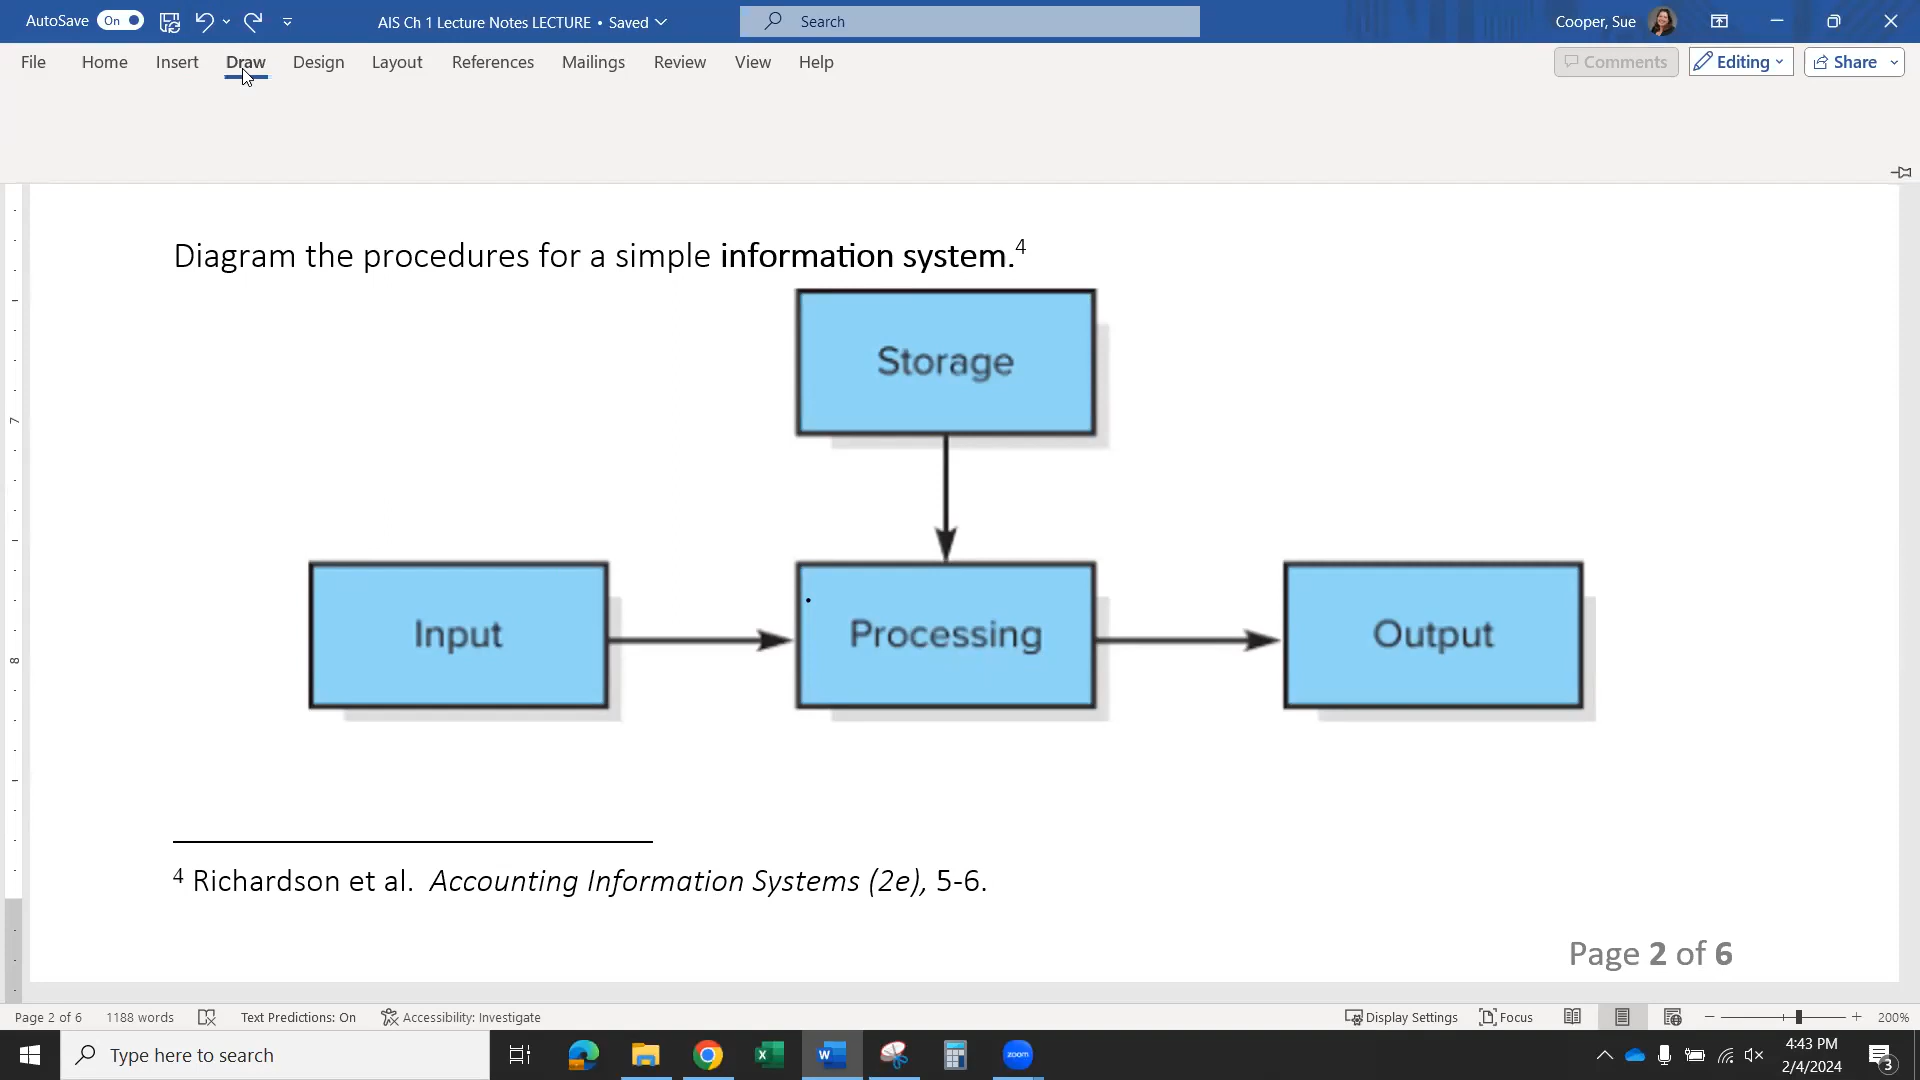 AutoSave On AIS Ch 1 Lecture Notes LECTURE • Saved Search Cooper, Sue
File Home Insert Draw Design Layout References Mailings Review View Help Comments Editing Share
Diagram the procedures for a simple information system.4
Storage
Input Processing Output
7
8
4 Richardson et al. Accounting Information Systems (2e), 5-6.
Page 2 of 6
Page 2 of 6 1188 words Text Predictions: On Accessibility: Investigate Display Settings Focus 200%
Type here to search zoom 4:43 PM
2/4/2024 3